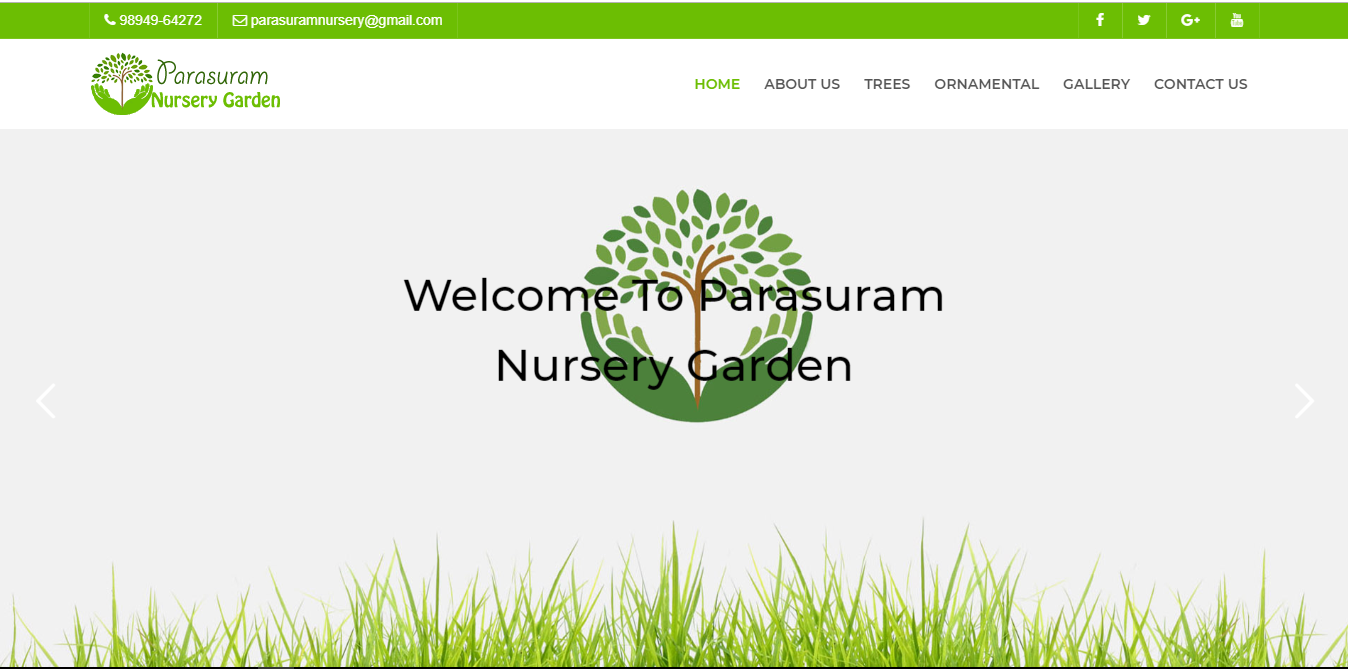 98949-64272 parasuramnursery@gmail.com
Parasuram
Nursery Garden
HOME ABOUT US TREES ORNAMENTAL GALLERY CONTACT US
Welcome To Parasuram
Nursery Garden